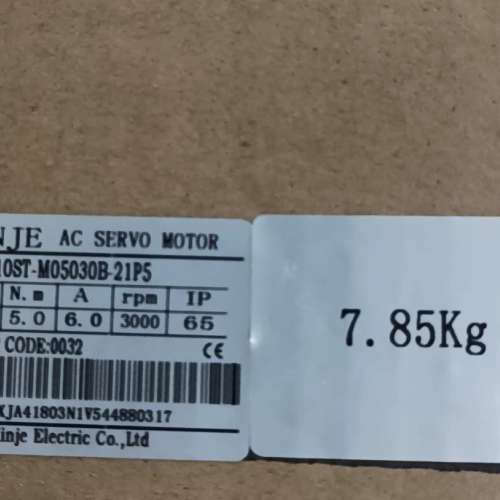 NJE AC SERVO MOTOR
10ST-M05030B-21P5
N.m A rpm IP
5.0 6.0 3000 65
CODE:0032 CE
7.85Kg
XJA41803N1V544880317
inje Electric Co.,Ltd